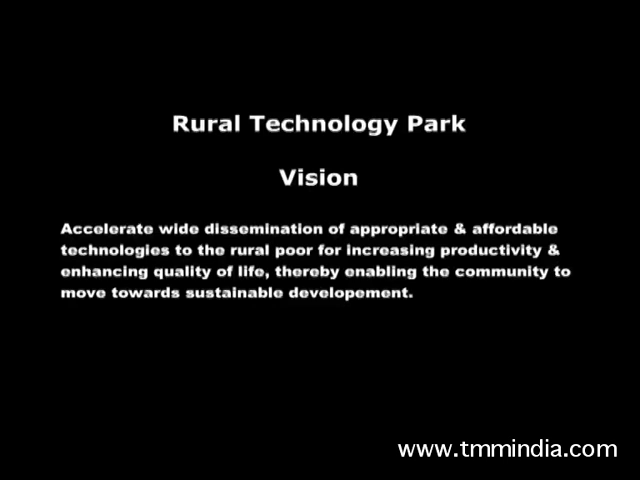 Rural Technology Park
Vision
Accelerate wide dissemination of appropriate & affordable
technologies to the rural poor for increasing productivity &
enhancing quality of life, thereby enabling the community to
move towards sustainable developement.
www.tmmindia.com